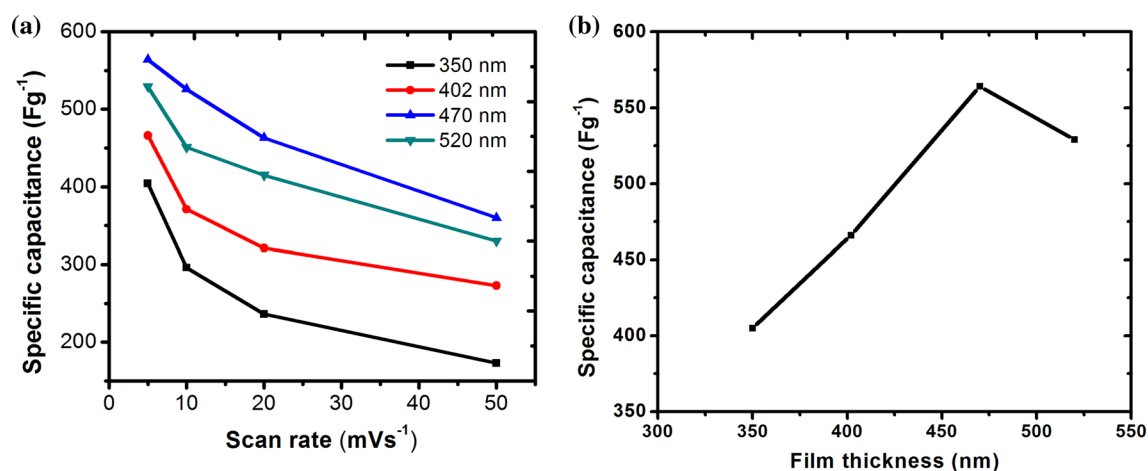 (a)
Specific capacitance (Fg⁻¹)
600
500
400
300
200
350 nm
402 nm
470 nm
520 nm
0
10
20
30
40
50
Scan rate (mVs⁻¹)
(b)
Specific capacitance (Fg⁻¹)
600
550
500
450
400
350
300
350
400
450
500
550
Film thickness (nm)